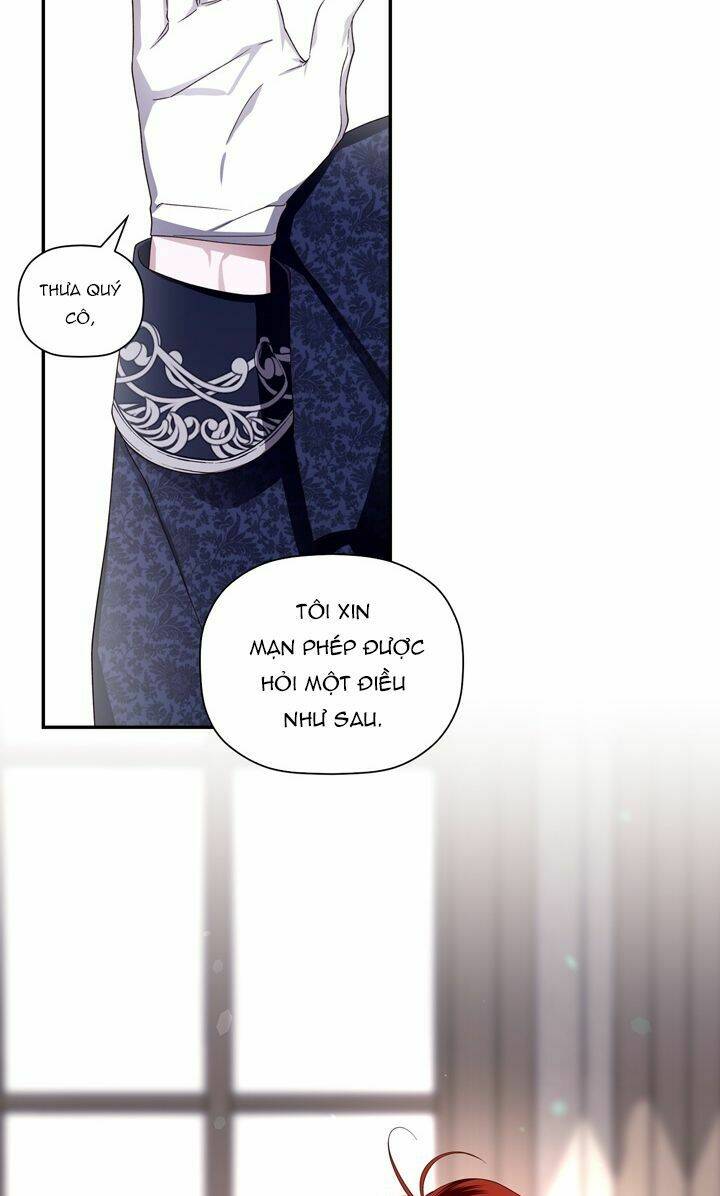 THƯA QUÝ
CÔ,
TÔI XIN
MẠN PHÉP ĐƯỢC
HỎI MỘT ĐIỀU
NHƯ SAU.